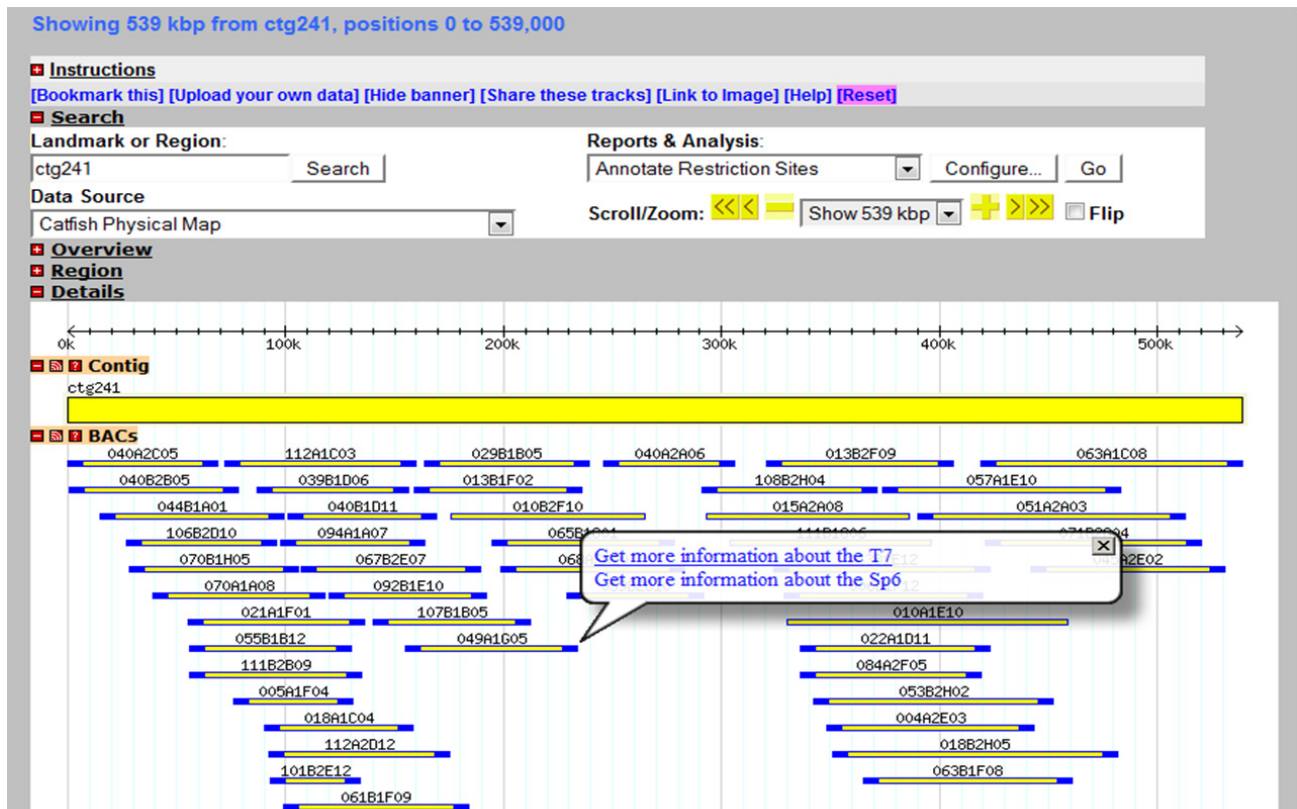 Showing 539 kbp from ctg241, positions 0 to 539,000
Instructions
[Bookmark this] [Upload your own data] [Hide banner] [Share these tracks] [Link to Image] [Help] [Reset]
Search
Landmark or Region: Reports & Analysis:
ctg241 Search Annotate Restriction Sites Configure... Go
Data Source
Catfish Physical Map Scroll/Zoom: Show 539 kbp Flip
Overview
Region
Details
0k 100k 200k 300k 400k 500k
Contig
ctg241
BACs
040A2C05 112A1C03 029B1B05 040A2A06 013B2F09 063A1C08
040B2B05 039B1D06 013B1F02 108B2H04 057A1E10
044B1A01 040B1D11 010B2F10 015A2A08 051A2A03
106B2D10 094A1A07
070B1H05 067B2E07
Get more information about the T7
Get more information about the Sp6
070A1A08 092B1E10
021A1F01 107B1B05 010A1E10
055B1B12 049A1G05 022A1D11
111B2B09 084A2F05
005A1F04 053B2H02
018A1C04 004A2E03
112A2D12 018B2H05
101B2E12 063B1F08
061B1F09